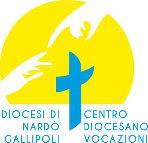 DIOCESI DI
NARDÒ
GALLIPOLI
CENTRO
DIOCESANO
VOCAZIONI